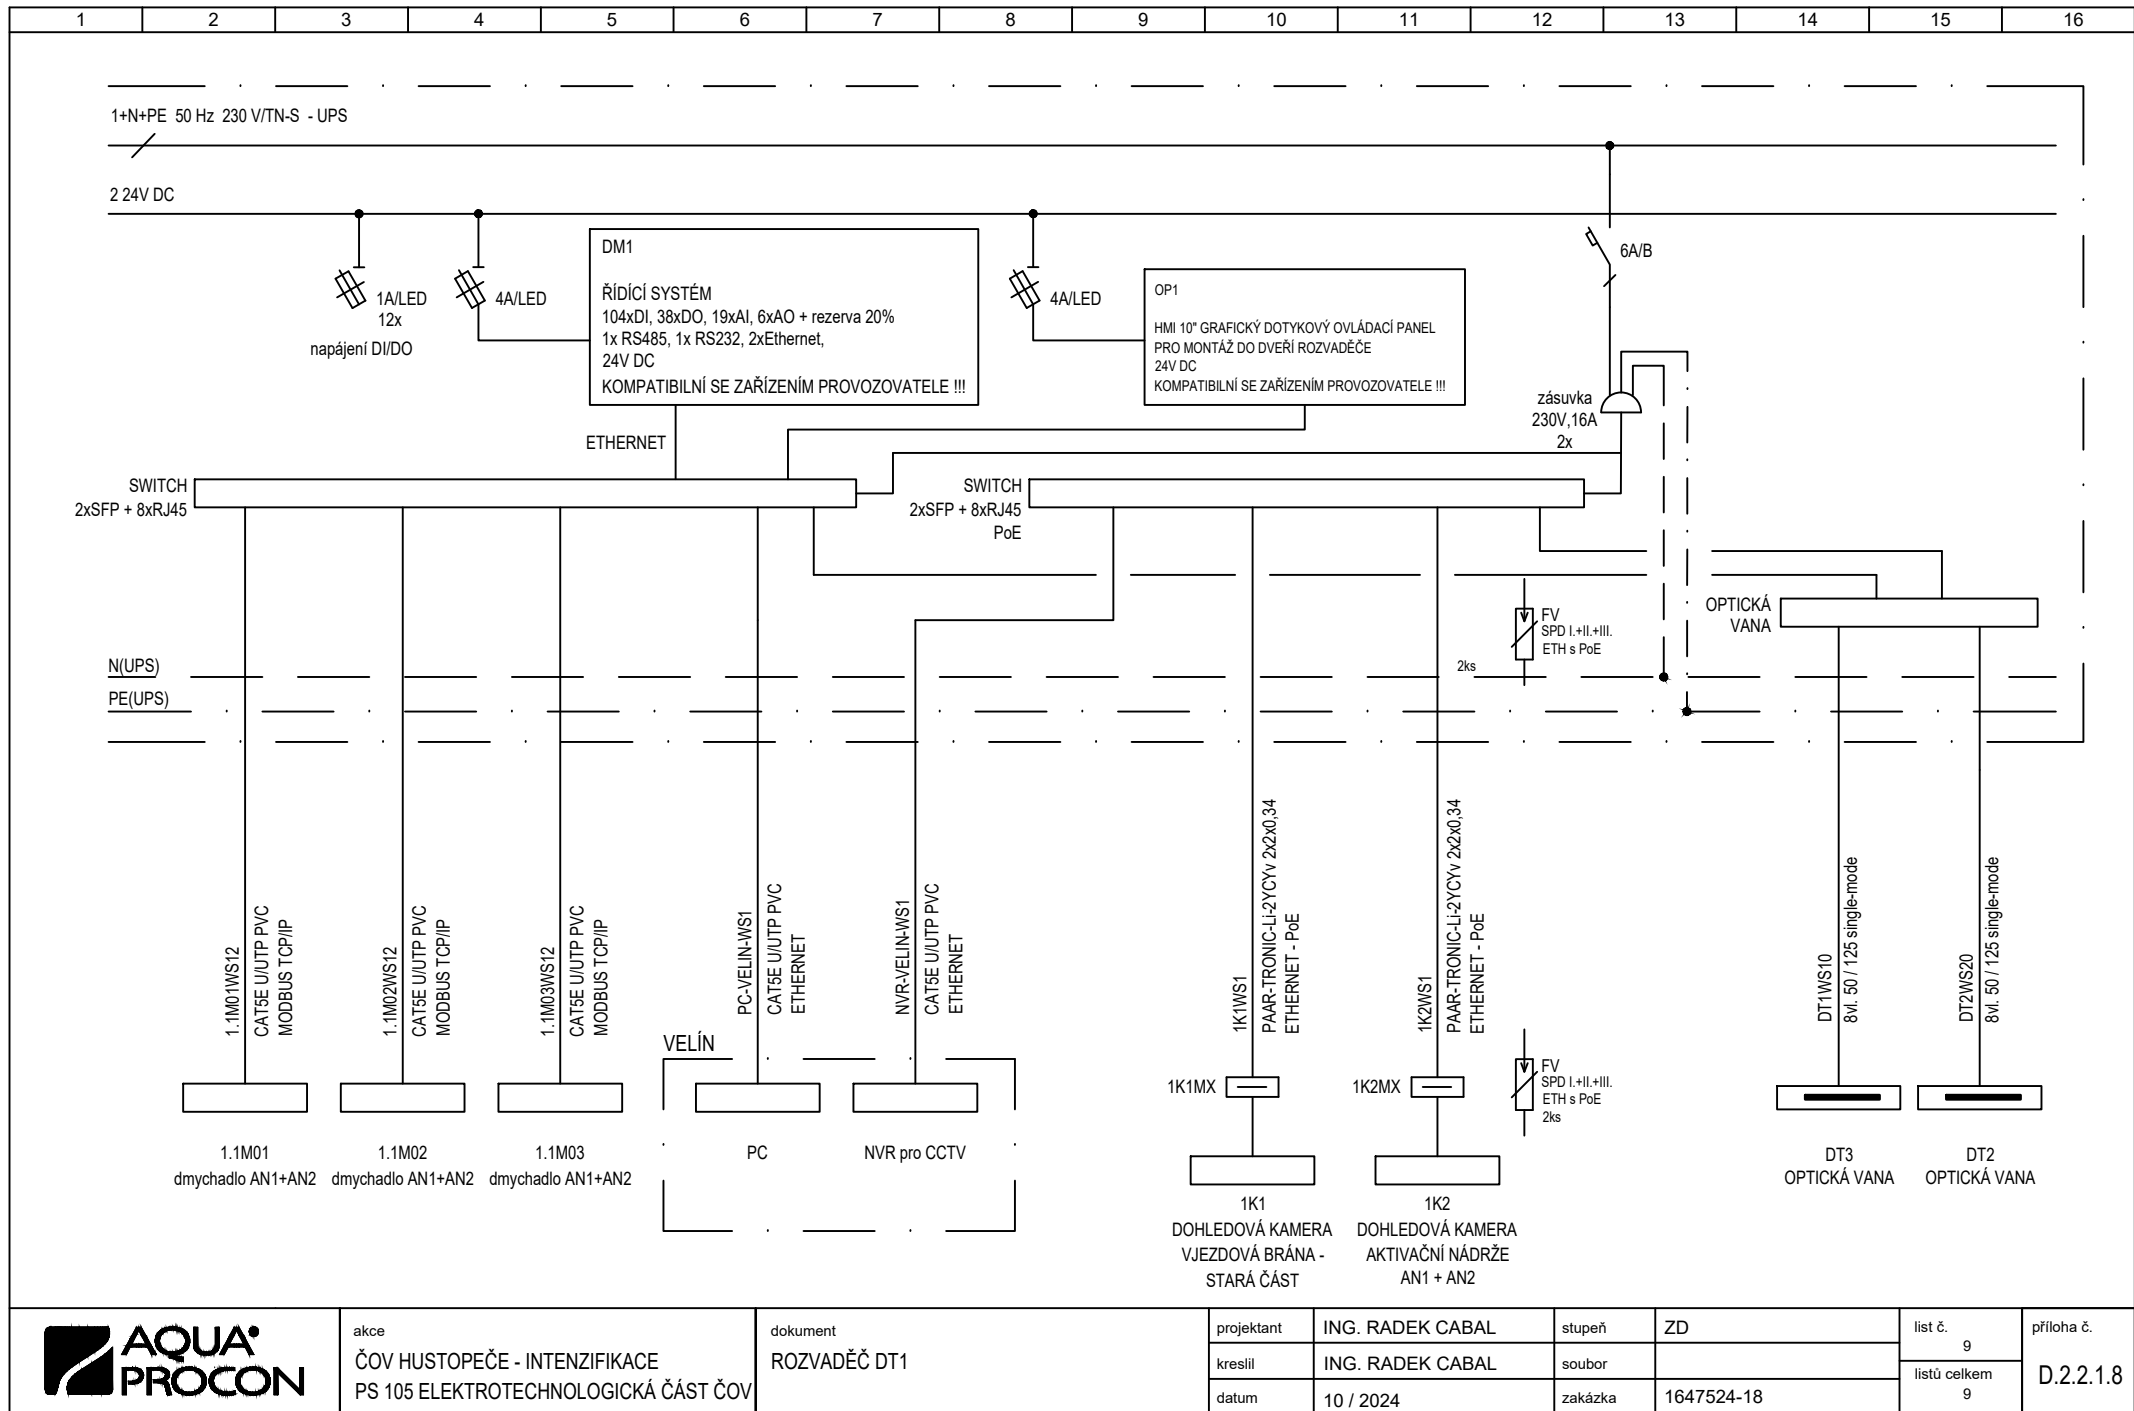 1 2 3 4 5 6 7 8 9 10 11 12 13 14 15 16
1+N+PE 50 Hz 230 V/TN-S - UPS
2 24V DC
1A/LED
12x
napájení DI/DO
4A/LED
DM1
ŘÍDÍCÍ SYSTÉM
104xDI, 38xDO, 19xAI, 6xAO + rezerva 20%
1x RS485, 1x RS232, 2xEthernet,
24V DC
KOMPATIBILNÍ SE ZAŘÍZENÍM PROVOZOVATELE !!!
4A/LED
OP1
HMI 10" GRAFICKÝ DOTYKOVÝ OVLÁDACÍ PANEL
PRO MONTÁŽ DO DVEŘÍ ROZVADĚČE
24V DC
KOMPATIBILNÍ SE ZAŘÍZENÍM PROVOZOVATELE !!!
6A/B
zásuvka
230V,16A
2x
ETHERNET
SWITCH
2xSFP + 8xRJ45
SWITCH
2xSFP + 8xRJ45
PoE
OPTICKÁ
VANA
FV
SPD I.+II.+III.
ETH s PoE
2ks
N(UPS)
PE(UPS)
1.1M01WS12
CAT5E U/UTP PVC
MODBUS TCP/IP
1.1M02WS12
CAT5E U/UTP PVC
MODBUS TCP/IP
1.1M03WS12
CAT5E U/UTP PVC
MODBUS TCP/IP
PC-VELIN-WS1
CAT5E U/UTP PVC
ETHERNET
NVR-VELIN-WS1
CAT5E U/UTP PVC
ETHERNET
1K1WS1
PAAR-TRONIC-Li-2YCYv 2x2x0,34
ETHERNET - PoE
1K2WS1
PAAR-TRONIC-Li-2YCYv 2x2x0,34
ETHERNET - PoE
DT1WS10
8vl. 50 / 125 single-mode
DT2WS20
8vl. 50 / 125 single-mode
VELÍN
1K1MX
1K2MX
FV
SPD I.+II.+III.
ETH s PoE
2ks
1.1M01
dmychadlo AN1+AN2
1.1M02
dmychadlo AN1+AN2
1.1M03
dmychadlo AN1+AN2
PC
NVR pro CCTV
1K1
DOHLEDOVÁ KAMERA
VJEZDOVÁ BRÁNA -
STARÁ ČÁST
1K2
DOHLEDOVÁ KAMERA
AKTIVAČNÍ NÁDRŽE
AN1 + AN2
DT3
OPTICKÁ VANA
DT2
OPTICKÁ VANA
AQUA
PROCON
akce
ČOV HUSTOPEČE - INTENZIFIKACE
PS 105 ELEKTROTECHNOLOGICKÁ ČÁST ČOV
dokument
ROZVADĚČ DT1
projektant ING. RADEK CABAL
kreslil ING. RADEK CABAL
datum 10 / 2024
stupeň ZD
soubor
zakázka 1647524-18
list č.
9
listů celkem
9
příloha č.
D.2.2.1.8